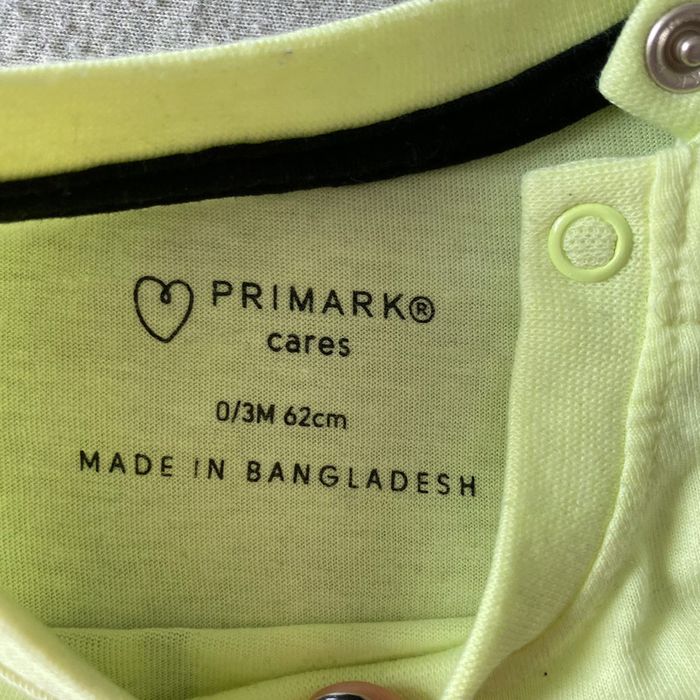 PRIMARK®
cares
0/3M 62cm
MADE IN BANGLADESH